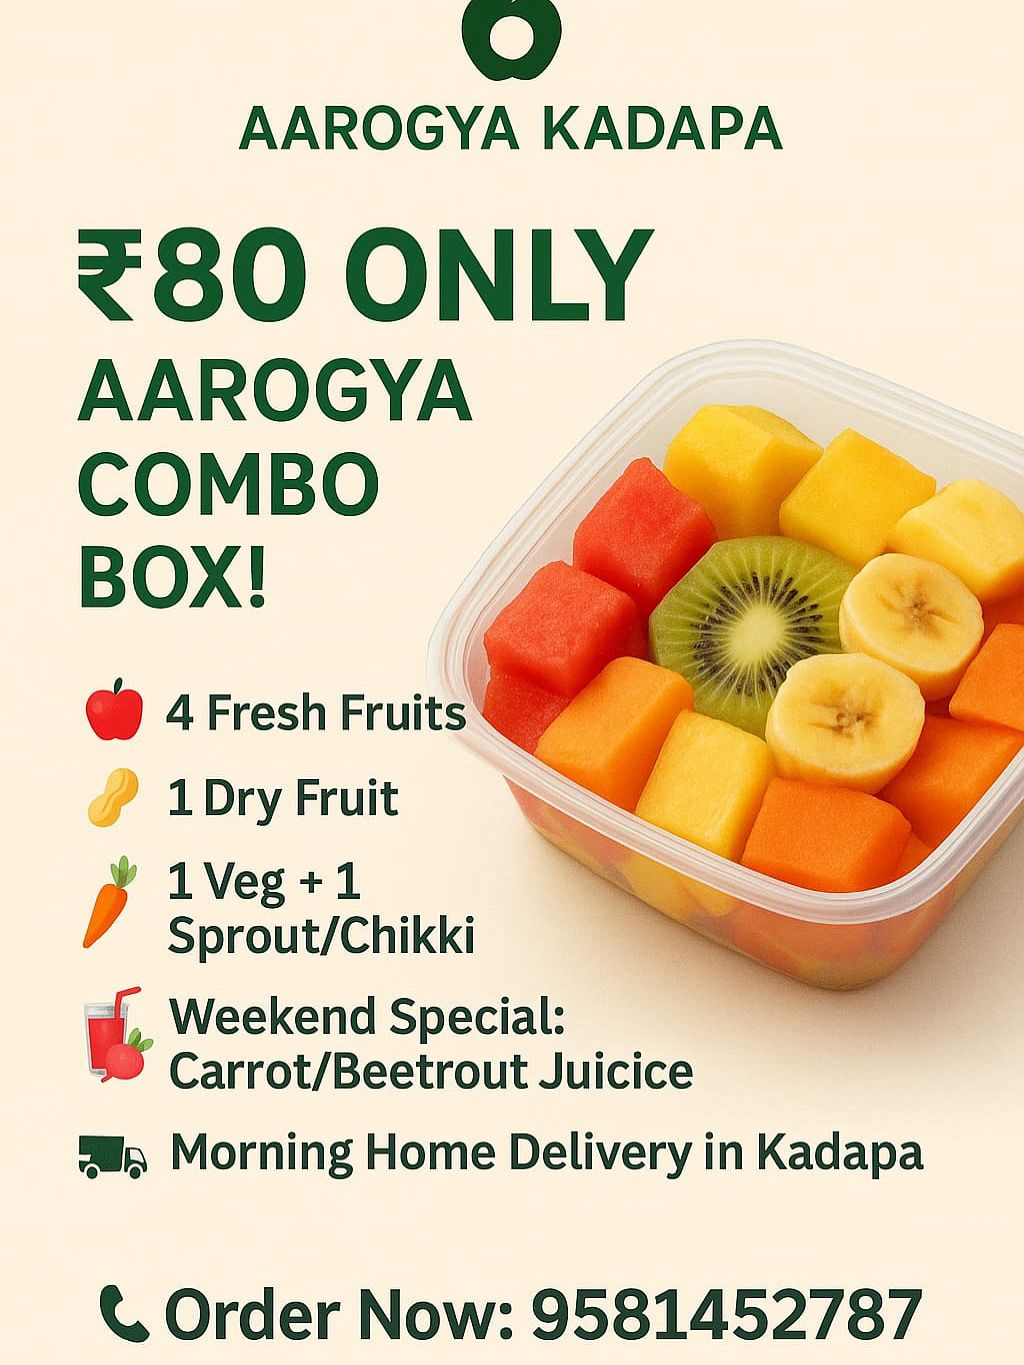 AAROGYA KADAPA
₹80 ONLY
AAROGYA
COMBO
BOX!
4 Fresh Fruits
1 Dry Fruit
1 Veg + 1
Sprout/Chikki
Weekend Special:
Carrot/Beetrout Juicice
Morning Home Delivery in Kadapa
Order Now: 9581452787